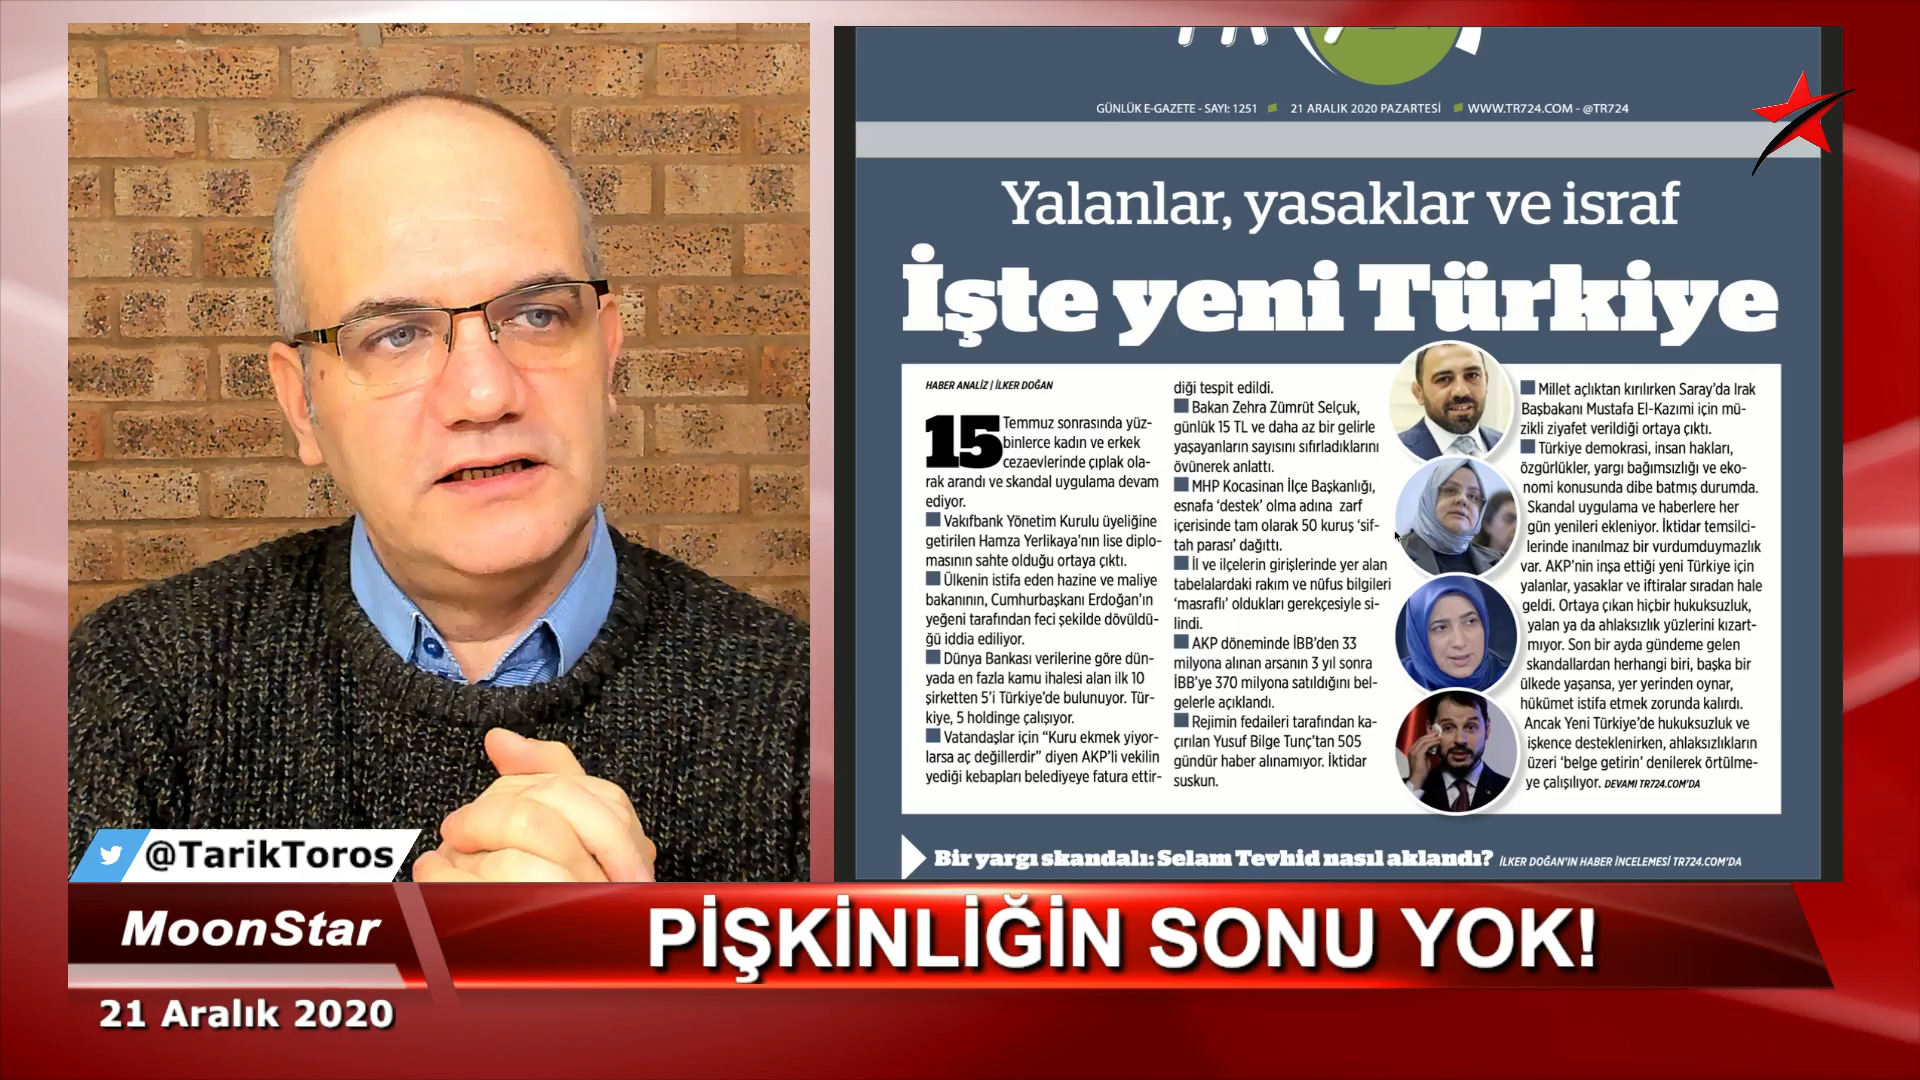 TR724
GÜNLÜK E-GAZETE - SAYI: 1251 21 ARALIK 2020 PAZARTESİ WWW.TR724.COM - @TR724
Yalanlar, yasaklar ve israf
İşte yeni Türkiye
HABER ANALİZ | İLKER DOĞAN
15 Temmuz sonrasında yüz-
binlerce kadın ve erkek
cezaevlerinde çıplak ola-
rak arandı ve skandal uygulama devam
ediyor.
Vakıfbank Yönetim Kurulu üyeliğine
getirilen Hamza Yerlikaya'nın lise diplo-
masının sahte olduğu ortaya çıktı.
Ülkenin istifa eden hazine ve maliye
bakanının, Cumhurbaşkanı Erdoğan'ın
yeğeni tarafından feci şekilde dövüldü-
ğü iddia ediliyor.
Dünya Bankası verilerine göre dün-
yada en fazla kamu ihalesi alan ilk 10
şirketten 5'i Türkiye'de bulunuyor. Tür-
kiye, 5 holdinge çalışıyor.
Vatandaşlar için "Kuru ekmek yiyor-
larsa aç değillerdir" diyen AKP'li vekilin
yediği kebapları belediyeye fatura ettir-
diği tespit edildi.
Bakan Zehra Zümrüt Selçuk,
günlük 15 TL ve daha az bir gelirle
yaşayanların sayısını sıfırladıklarını
övünerek anlattı.
MHP Kocasinan İlçe Başkanlığı,
esnafa 'destek' olma adına zarf
içerisinde tam olarak 50 kuruş 'sif-
tah parası' dağıttı.
İl ve ilçelerin girişlerinde yer alan
tabelalardaki rakım ve nüfus bilgileri
'masraflı' oldukları gerekçesiyle si-
lindi.
AKP döneminde İBB'den 33
milyona alınan arsanın 3 yıl sonra
İBB'ye 370 milyona satıldığını bel-
gelerle açıklandı.
Rejimin fedaileri tarafından ka-
çırılan Yusuf Bilge Tunç'tan 505
gündür haber alınamıyor. İktidar
suskun.
Millet açlıktan kırılırken Saray'da Irak
Başbakanı Mustafa El-Kazımi için mü-
zikli ziyafet verildiği ortaya çıktı.
Türkiye demokrasi, insan hakları,
özgürlükler, yargı bağımsızlığı ve eko-
nomi konusunda dibe batmış durumda.
Skandal uygulama ve haberlere her
gün yenileri ekleniyor. İktidar temsilci-
lerinde inanılmaz bir vurdumduymazlık
var. AKP'nin inşa ettiği yeni Türkiye için
yalanlar, yasaklar ve iftiralar sıradan hale
geldi. Ortaya çıkan hiçbir hukuksuzluk,
yalan ya da ahlaksızlık yüzlerini kızart-
mıyor. Son bir ayda gündeme gelen
skandallardan herhangi biri, başka bir
ülkede yaşansa, yer yerinden oynar,
hükümet istifa etmek zorunda kalırdı.
Ancak Yeni Türkiye'de hukuksuzluk ve
işkence desteklenirken, ahlaksızlıkların
üzeri 'belge getirin' denilerek örtülme-
ye çalışılıyor. DEVAMI TR724.COM'DA
Bir yargı skandalı: Selam Tevhid nasıl aklandı? İLKER DOĞAN'IN HABER İNCELEMESİ TR724.COM'DA
@TarikToros
MoonStar
PİŞKİNLİĞİN SONU YOK!
21 Aralık 2020